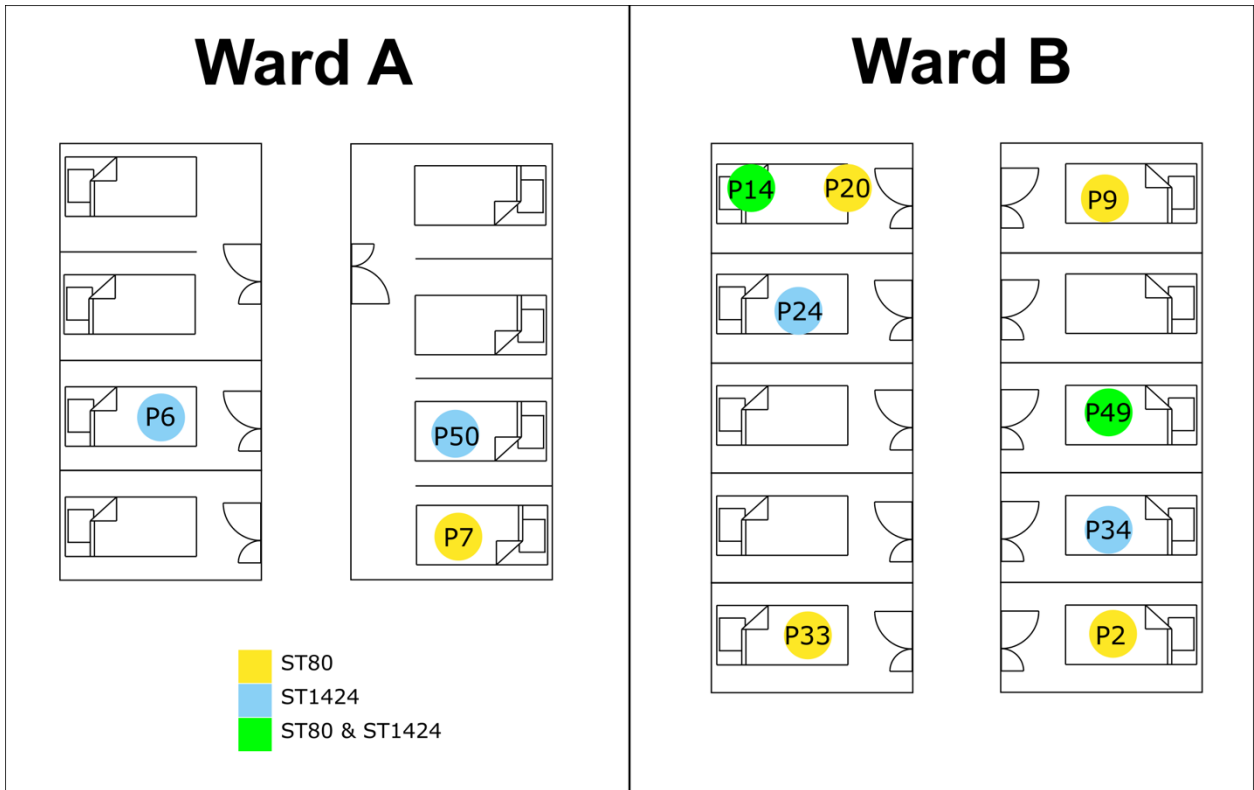 Ward A
Ward B
P6
P50
P7
P14
P20
P9
P24
P49
P34
P33
P2
ST80
ST1424
ST80 & ST1424